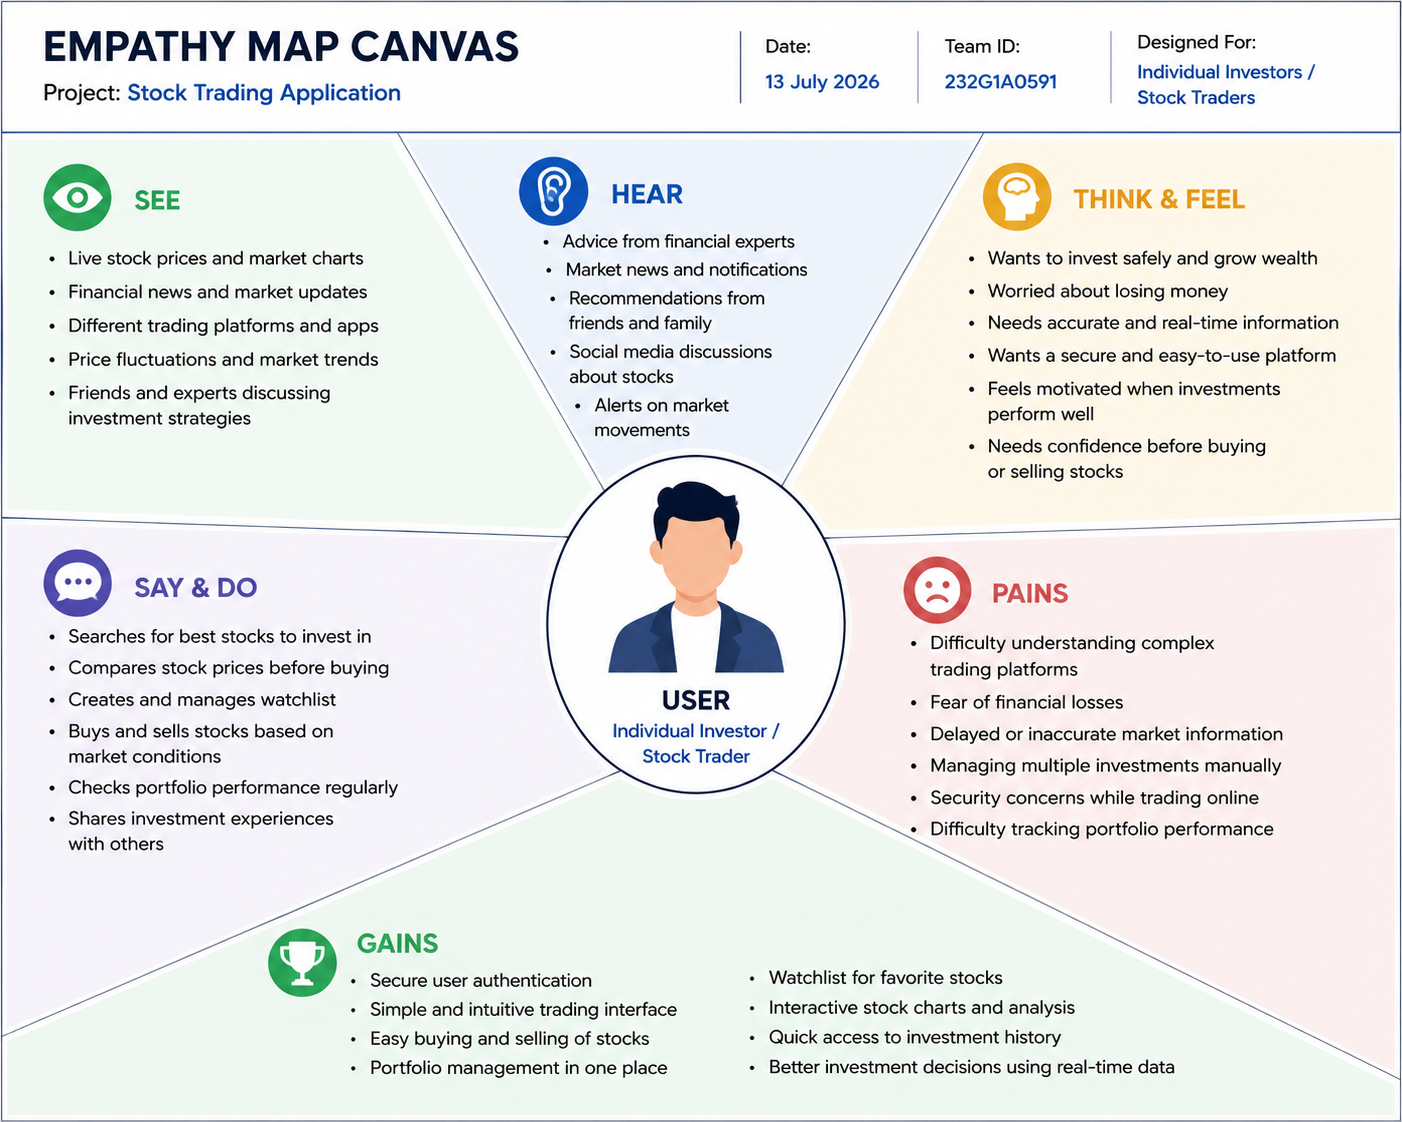 EMPATHY MAP CANVAS
Project: Stock Trading Application
Date:
13 July 2026
Team ID:
232G1A0591
Designed For:
Individual Investors /
Stock Traders
SEE
• Live stock prices and market charts
• Financial news and market updates
• Different trading platforms and apps
• Price fluctuations and market trends
• Friends and experts discussing
investment strategies
HEAR
• Advice from financial experts
• Market news and notifications
• Recommendations from
friends and family
• Social media discussions
about stocks
• Alerts on market
movements
THINK & FEEL
• Wants to invest safely and grow wealth
• Worried about losing money
• Needs accurate and real-time information
• Wants a secure and easy-to-use platform
• Feels motivated when investments
perform well
• Needs confidence before buying
or selling stocks
SAY & DO
• Searches for best stocks to invest in
• Compares stock prices before buying
• Creates and manages watchlist
• Buys and sells stocks based on
market conditions
• Checks portfolio performance regularly
• Shares investment experiences
with others
USER
Individual Investor /
Stock Trader
PAINS
• Difficulty understanding complex
trading platforms
• Fear of financial losses
• Delayed or inaccurate market information
• Managing multiple investments manually
• Security concerns while trading online
• Difficulty tracking portfolio performance
GAINS
• Secure user authentication
• Simple and intuitive trading interface
• Easy buying and selling of stocks
• Portfolio management in one place
• Watchlist for favorite stocks
• Interactive stock charts and analysis
• Quick access to investment history
• Better investment decisions using real-time data